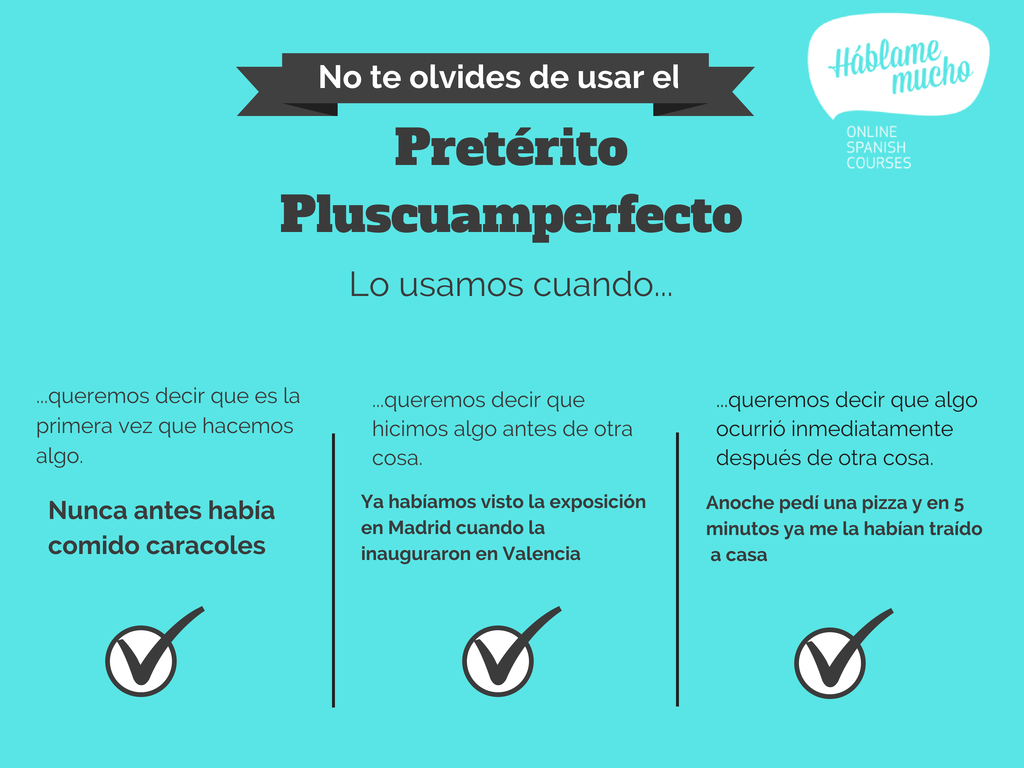 No te olvides de usar el
Háblame
mucho
ONLINE
SPANISH
COURSES
Pretérito
Pluscuamperfecto
Lo usamos cuando...
...queremos decir que es la
primera vez que hacemos
algo.
Nunca antes había
comido caracoles
...queremos decir que
hicimos algo antes de otra
cosa.
Ya habíamos visto la exposición
en Madrid cuando la
inauguraron en Valencia
...queremos decir que algo
ocurrió inmediatamente
después de otra cosa.
Anoche pedí una pizza y en 5
minutos ya me la habían traído
a casa